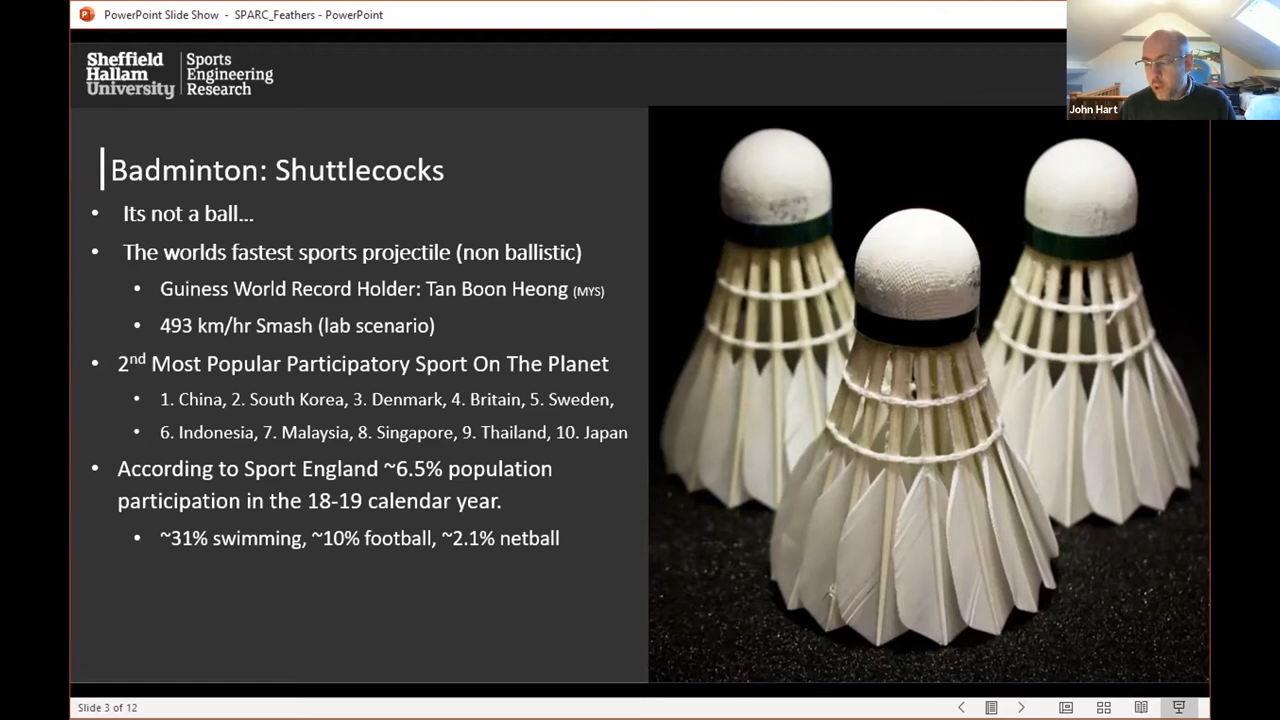 PowerPoint Slide Show - SPARC_Feathers - PowerPoint
Sheffield
Hallam
University
Sports
Engineering
Research
John Hart
Badminton: Shuttlecocks
• Its not a ball...
• The worlds fastest sports projectile (non ballistic)
• Guiness World Record Holder: Tan Boon Heong (MYS)
• 493 km/hr Smash (lab scenario)
• 2nd Most Popular Participatory Sport On The Planet
• 1. China, 2. South Korea, 3. Denmark, 4. Britain, 5. Sweden,
• 6. Indonesia, 7. Malaysia, 8. Singapore, 9. Thailand, 10. Japan
• According to Sport England ~6.5% population
participation in the 18-19 calendar year.
• ~31% swimming, ~10% football, ~2.1% netball
Slide 3 of 12